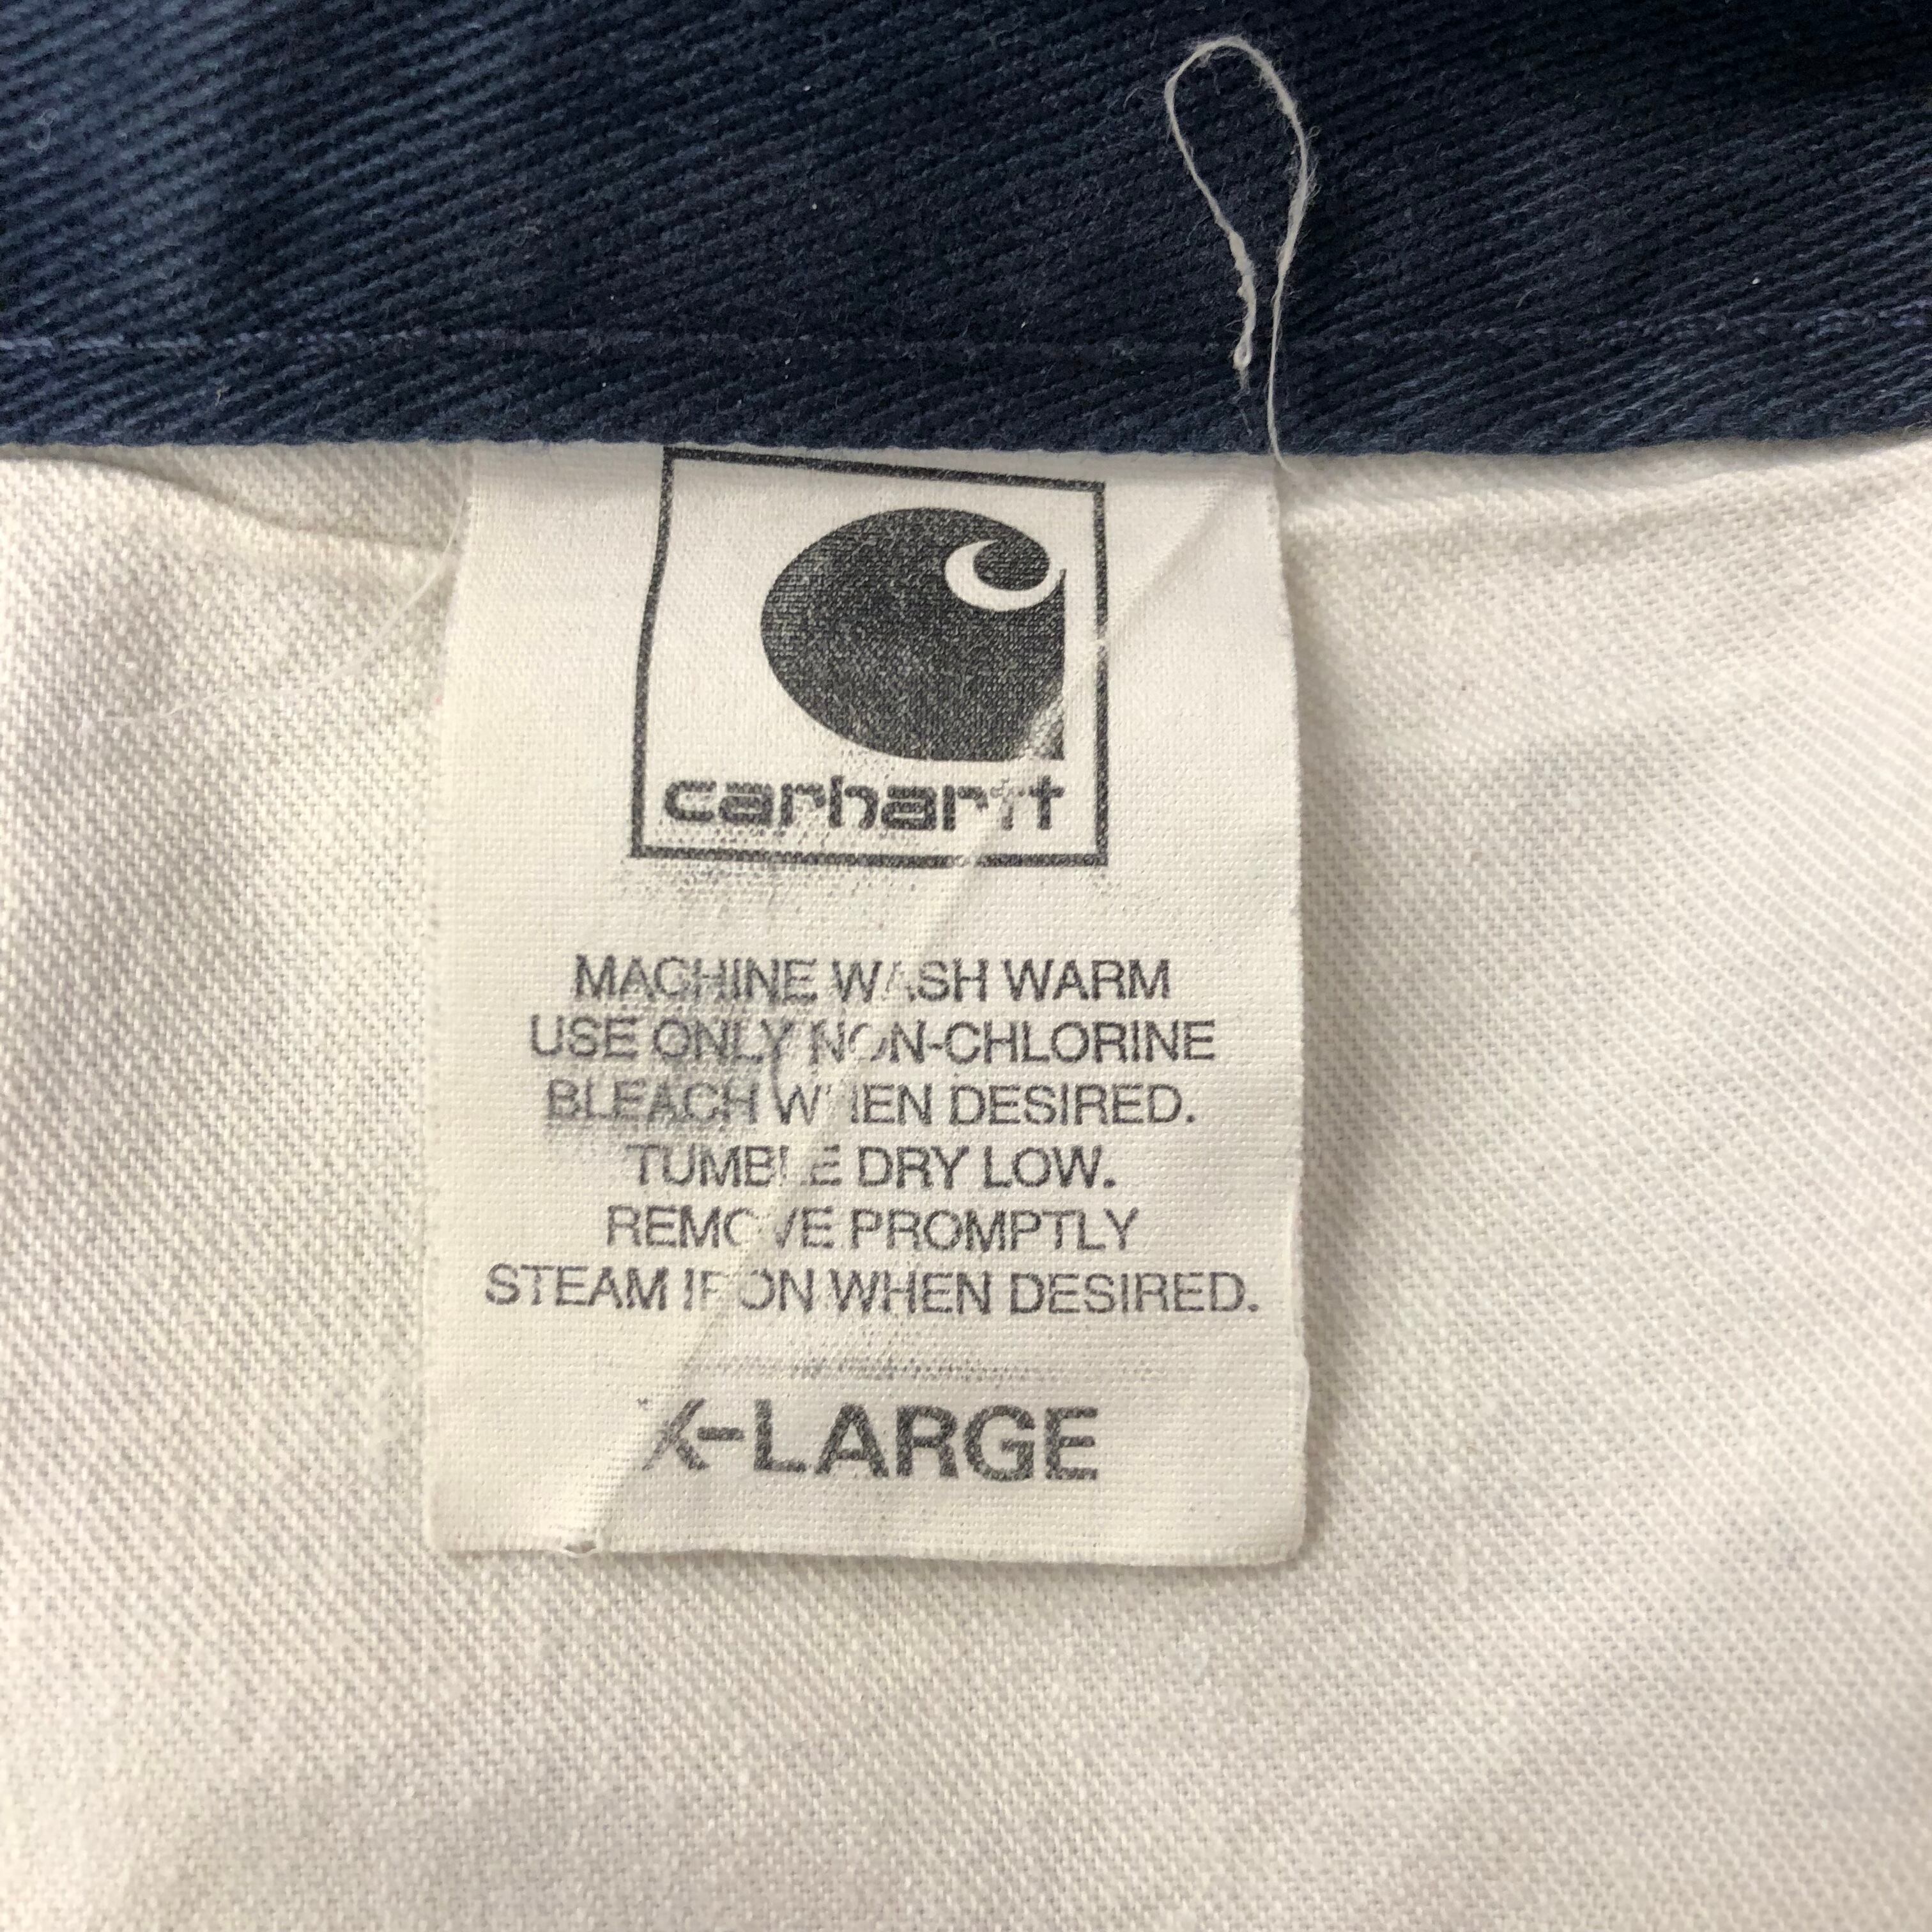 carhartt
MACHINE WASH WARM
USE ONLY NON-CHLORINE
BLEACH WHEN DESIRED.
TUMBLE DRY LOW.
REMOVE PROMPTLY
STEAM IRON WHEN DESIRED.
X-LARGE